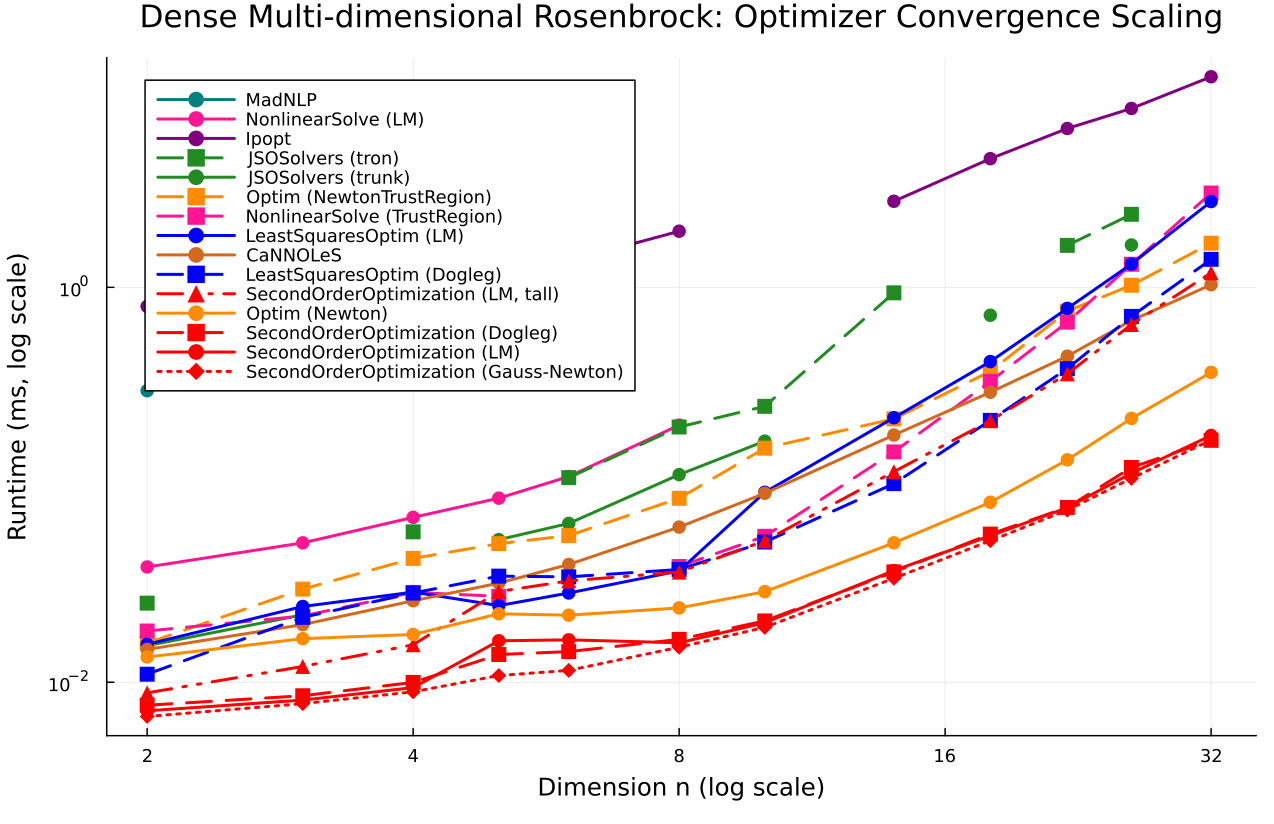 Dense Multi-dimensional Rosenbrock: Optimizer Convergence Scaling
MadNLP
NonlinearSolve (LM)
Ipopt
JSOSolvers (tron)
JSOSolvers (trunk)
Optim (NewtonTrustRegion)
NonlinearSolve (TrustRegion)
LeastSquaresOptim (LM)
CaNNOLeS
LeastSquaresOptim (Dogleg)
SecondOrderOptimization (LM, tall)
Optim (Newton)
SecondOrderOptimization (Dogleg)
SecondOrderOptimization (LM)
SecondOrderOptimization (Gauss-Newton)
Runtime (ms, log scale)
10⁰
10⁻²
2 4 8 16 32
Dimension n (log scale)